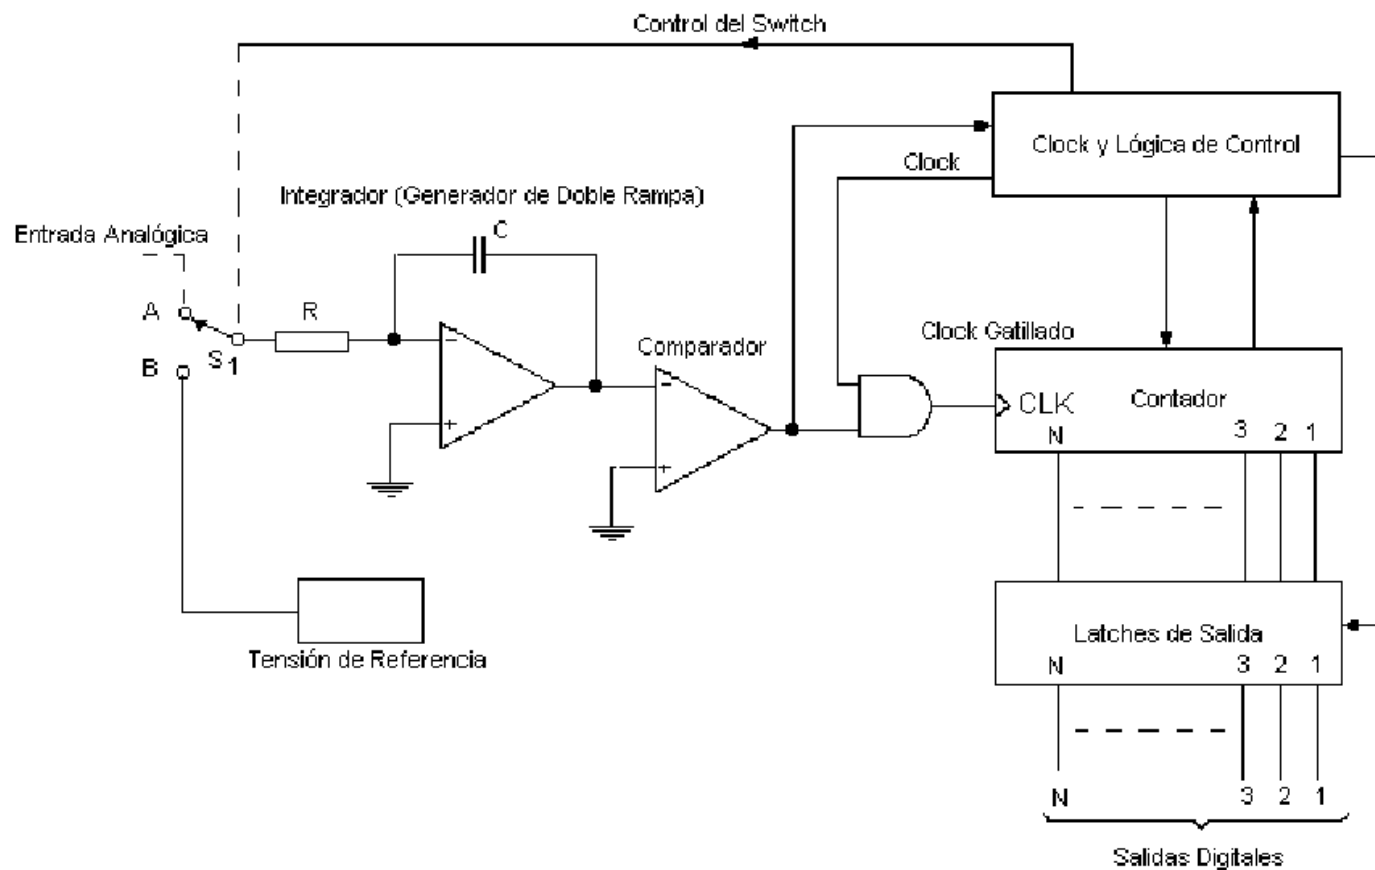 Control del Switch
Clock y Lógica de Control
Clock
Integrador (Generador de Doble Rampa)
C
Entrada Analógica
A
R
S1
B
Comparador
Clock Gatillado
CLK
Contador
N 3 2 1
-
+
-
+
Tensión de Referencia
Latches de Salida
N 3 2 1
N 3 2 1
Salidas Digitales